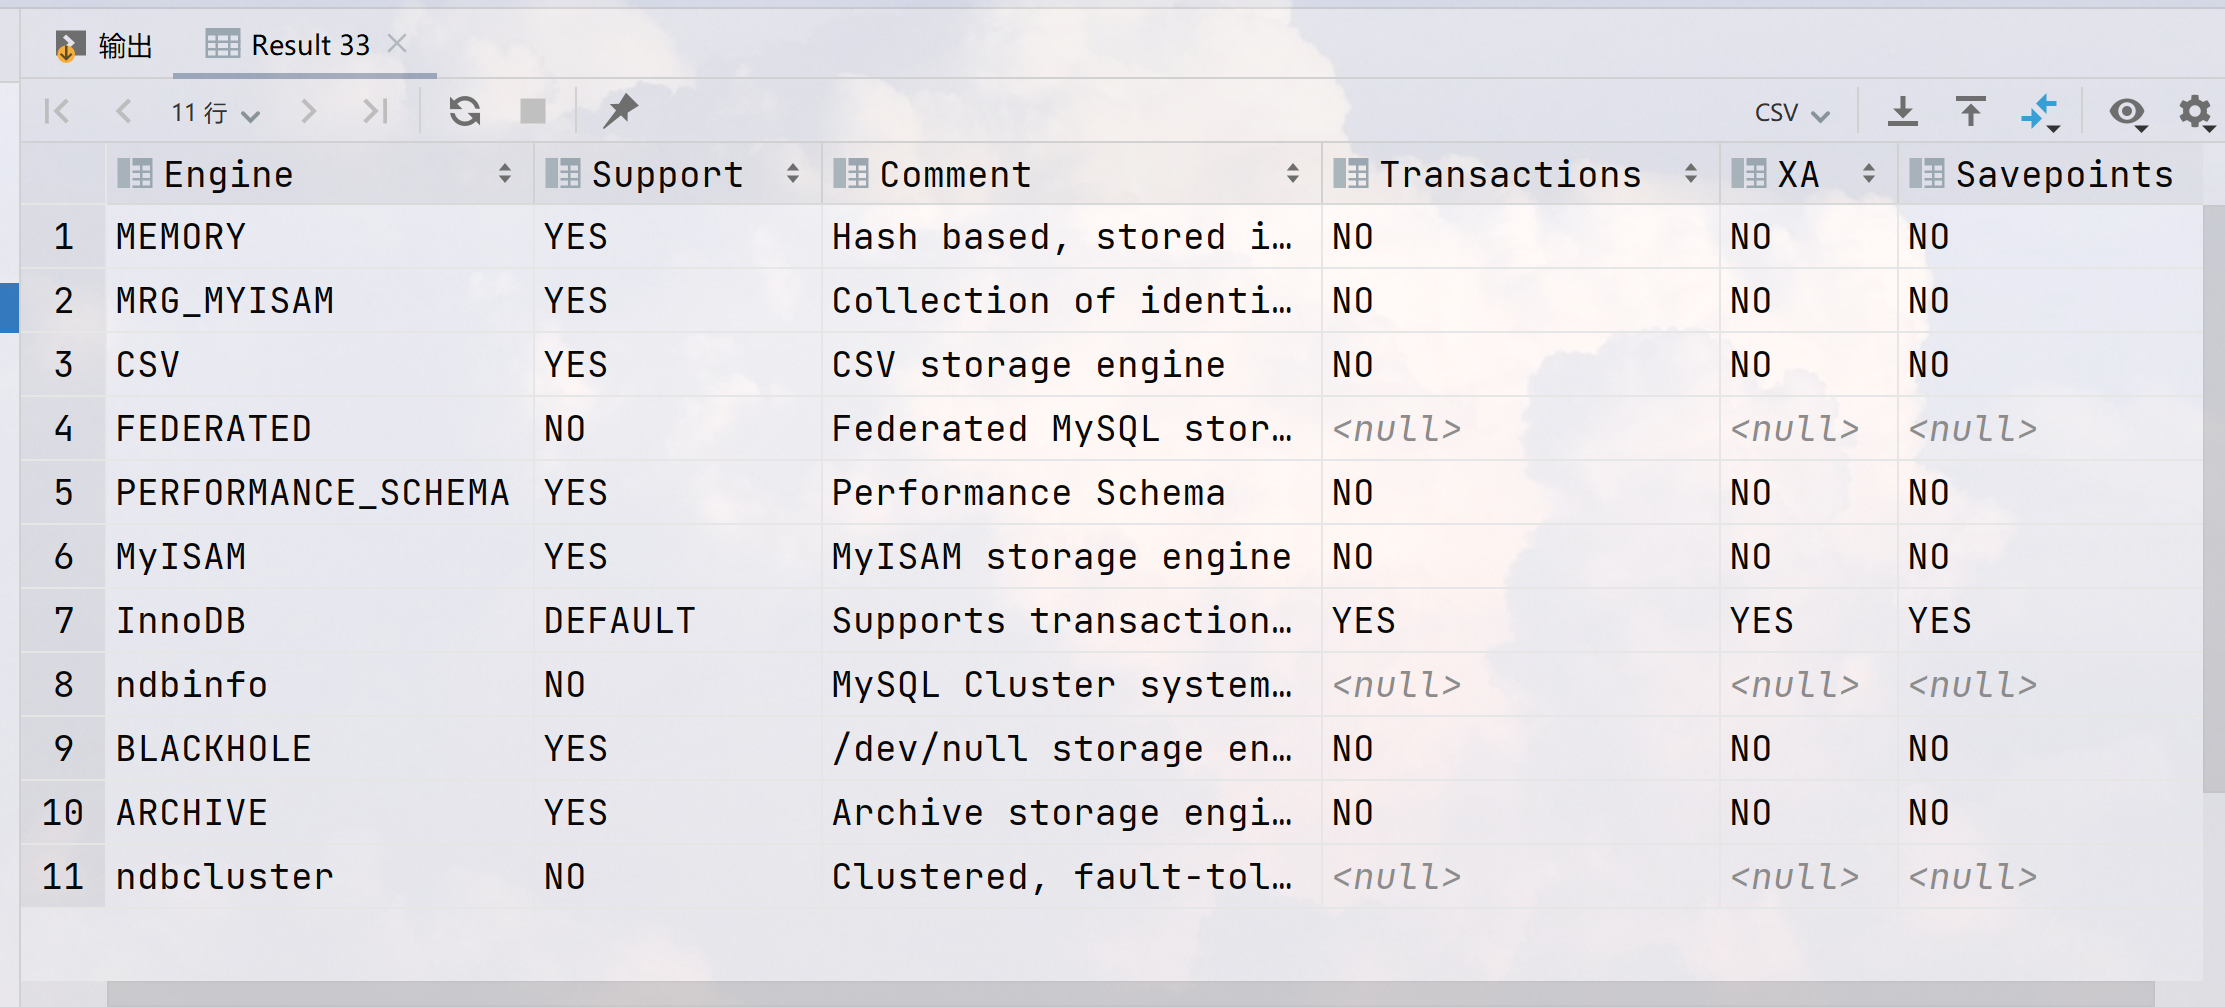 输出 Result 33
11 行 CSV
Engine Support Comment Transactions XA Savepoints
1 MEMORY YES Hash based, stored i… NO NO NO
2 MRG_MYISAM YES Collection of identi… NO NO NO
3 CSV YES CSV storage engine NO NO NO
4 FEDERATED NO Federated MySQL stor… <null> <null> <null>
5 PERFORMANCE_SCHEMA YES Performance Schema NO NO NO
6 MyISAM YES MyISAM storage engine NO NO NO
7 InnoDB DEFAULT Supports transaction… YES YES YES
8 ndbinfo NO MySQL Cluster system… <null> <null> <null>
9 BLACKHOLE YES /dev/null storage en… NO NO NO
10 ARCHIVE YES Archive storage engi… NO NO NO
11 ndbcluster NO Clustered, fault-tol… <null> <null> <null>